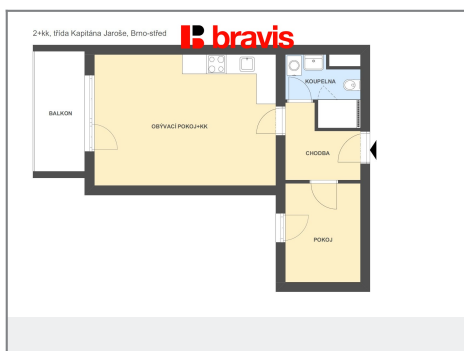 2+kk, třída Kapitána Jaroše, Brno-střed
bravis
KOUPELNA
BALKON
OBÝVACÍ POKOJ+KK
CHODBA
POKOJ